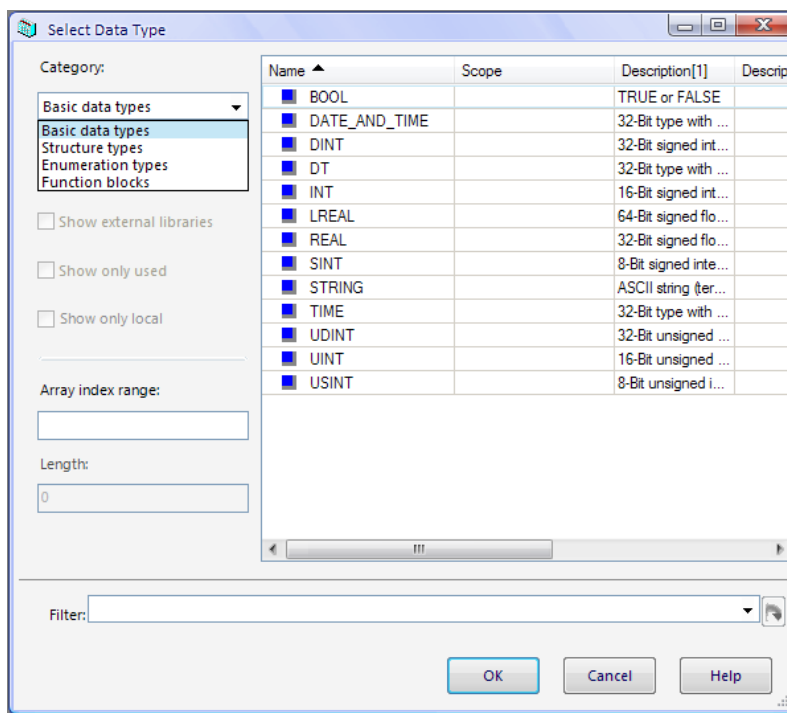 Select Data Type
Category:
Basic data types
Basic data types
Structure types
Enumeration types
Function blocks
Show external libraries
Show only used
Show only local
Array index range:
Length:
0
Name Scope Description[1] Descrip
BOOL TRUE or FALSE
DATE_AND_TIME 32-Bit type with ...
DINT 32-Bit signed int...
DT 32-Bit type with ...
INT 16-Bit signed int...
LREAL 64-Bit signed flo...
REAL 32-Bit signed flo...
SINT 8-Bit signed inte...
STRING ASCII string (ter...
TIME 32-Bit type with ...
UDINT 32-Bit unsigned ...
UINT 16-Bit unsigned ...
USINT 8-Bit unsigned i...
Filter:
OK Cancel Help